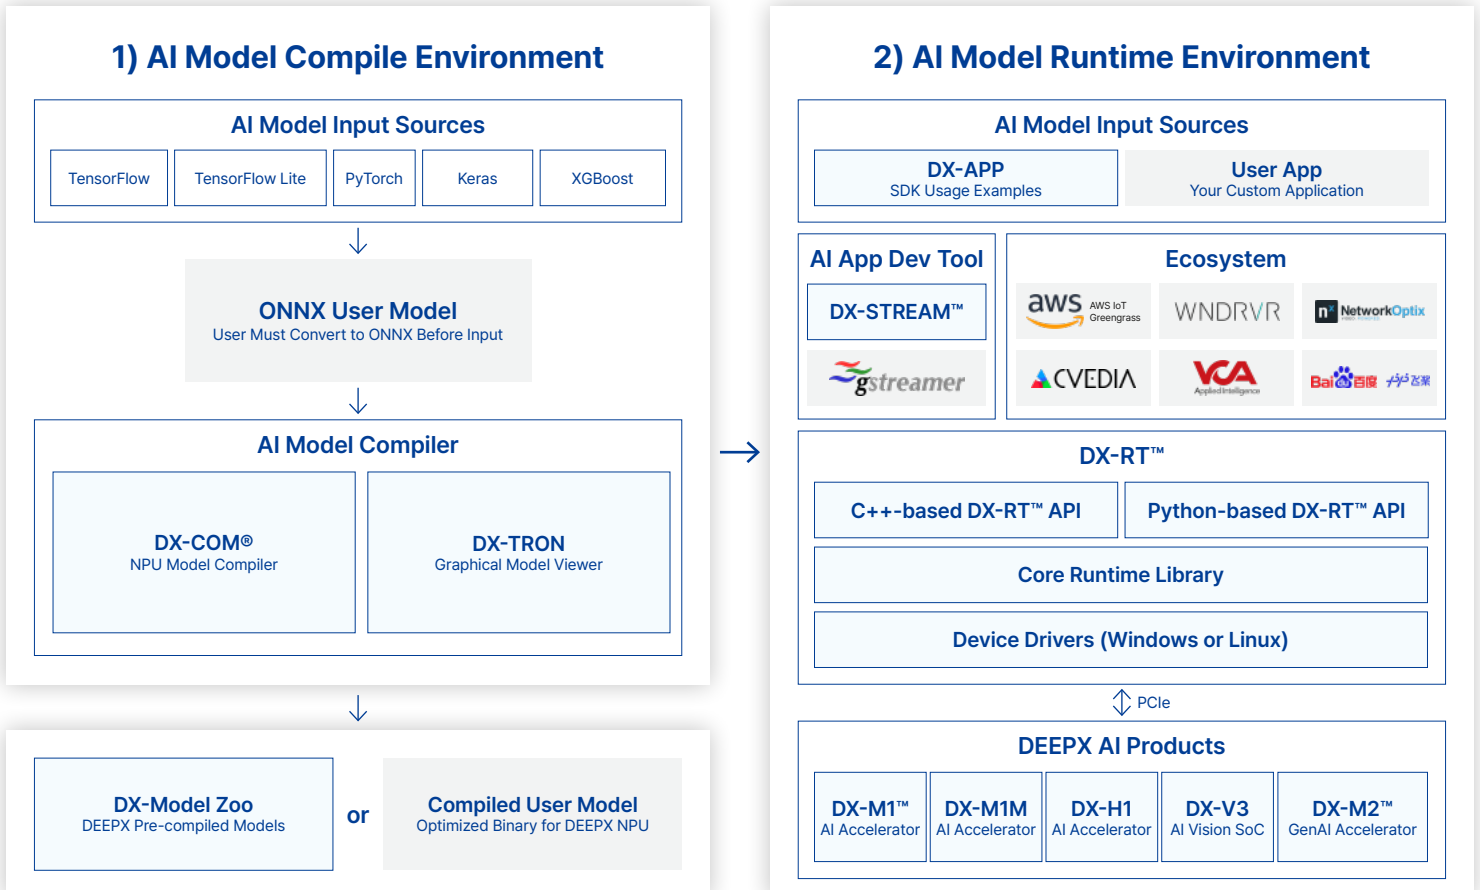 1) AI Model Compile Environment
AI Model Input Sources
TensorFlow
TensorFlow Lite
PyTorch
Keras
XGBoost
ONNX User Model
User Must Convert to ONNX Before Input
AI Model Compiler
DX-COM®
NPU Model Compiler
DX-TRON
Graphical Model Viewer
DX-Model Zoo
DEEPX Pre-compiled Models
or
Compiled User Model
Optimized Binary for DEEPX NPU
2) AI Model Runtime Environment
AI Model Input Sources
DX-APP
SDK Usage Examples
User App
Your Custom Application
AI App Dev Tool
DX-STREAM™
gstreamer
Ecosystem
aws
AWS IoT
Greengrass
WNDRVR
nx NetworkOptix
CVEDIA
VCA
Applied Intelligence
Bai百度 飞桨
DX-RT™
C++-based DX-RT™ API
Python-based DX-RT™ API
Core Runtime Library
Device Drivers (Windows or Linux)
PCIe
DEEPX AI Products
DX-M1™
AI Accelerator
DX-M1M
AI Accelerator
DX-H1
AI Accelerator
DX-V3
AI Vision SoC
DX-M2™
GenAI Accelerator